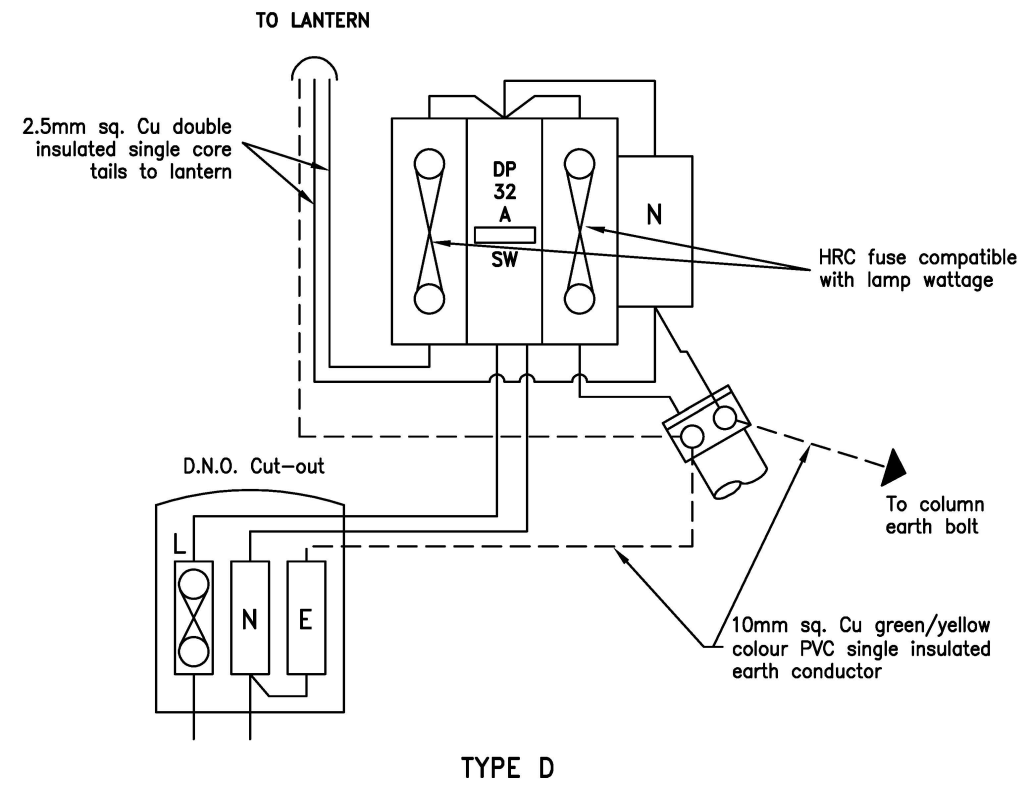 TO LANTERN
2.5mm sq. Cu double
insulated single core
tails to lantern
DP
32
A
SW
N
HRC fuse compatible
with lamp wattage
D.N.O. Cut-out
To column
earth bolt
L
N
E
10mm sq. Cu green/yellow
colour PVC single insulated
earth conductor
TYPE D